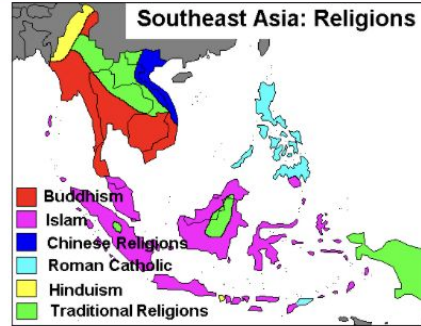 Southeast Asia: Religions
Buddhism
Islam
Chinese Religions
Roman Catholic
Hinduism
Traditional Religions